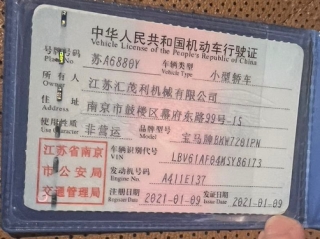 中华人民共和国机动车行驶证
Vehicle License of the People's Republic of China
号牌号码 苏A6880Y 车辆类型 小型轿车
Plate No. Vehicle Type
所有人 江苏汇茂利机械有限公司
Owner
住址 南京市鼓楼区幕府东路99号-1S
Address
使用性质 非营运 品牌型号 宝马牌BMW7201PN
Use Character Model
江苏省南京市公安局交通管理局
车辆识别代号 LBV61AF04MSY86173
VIN
发动机号码 A411E137
Engine No.
注册日期 2021-01-09 发证日期 2021-01-09
Register Date Issue Date